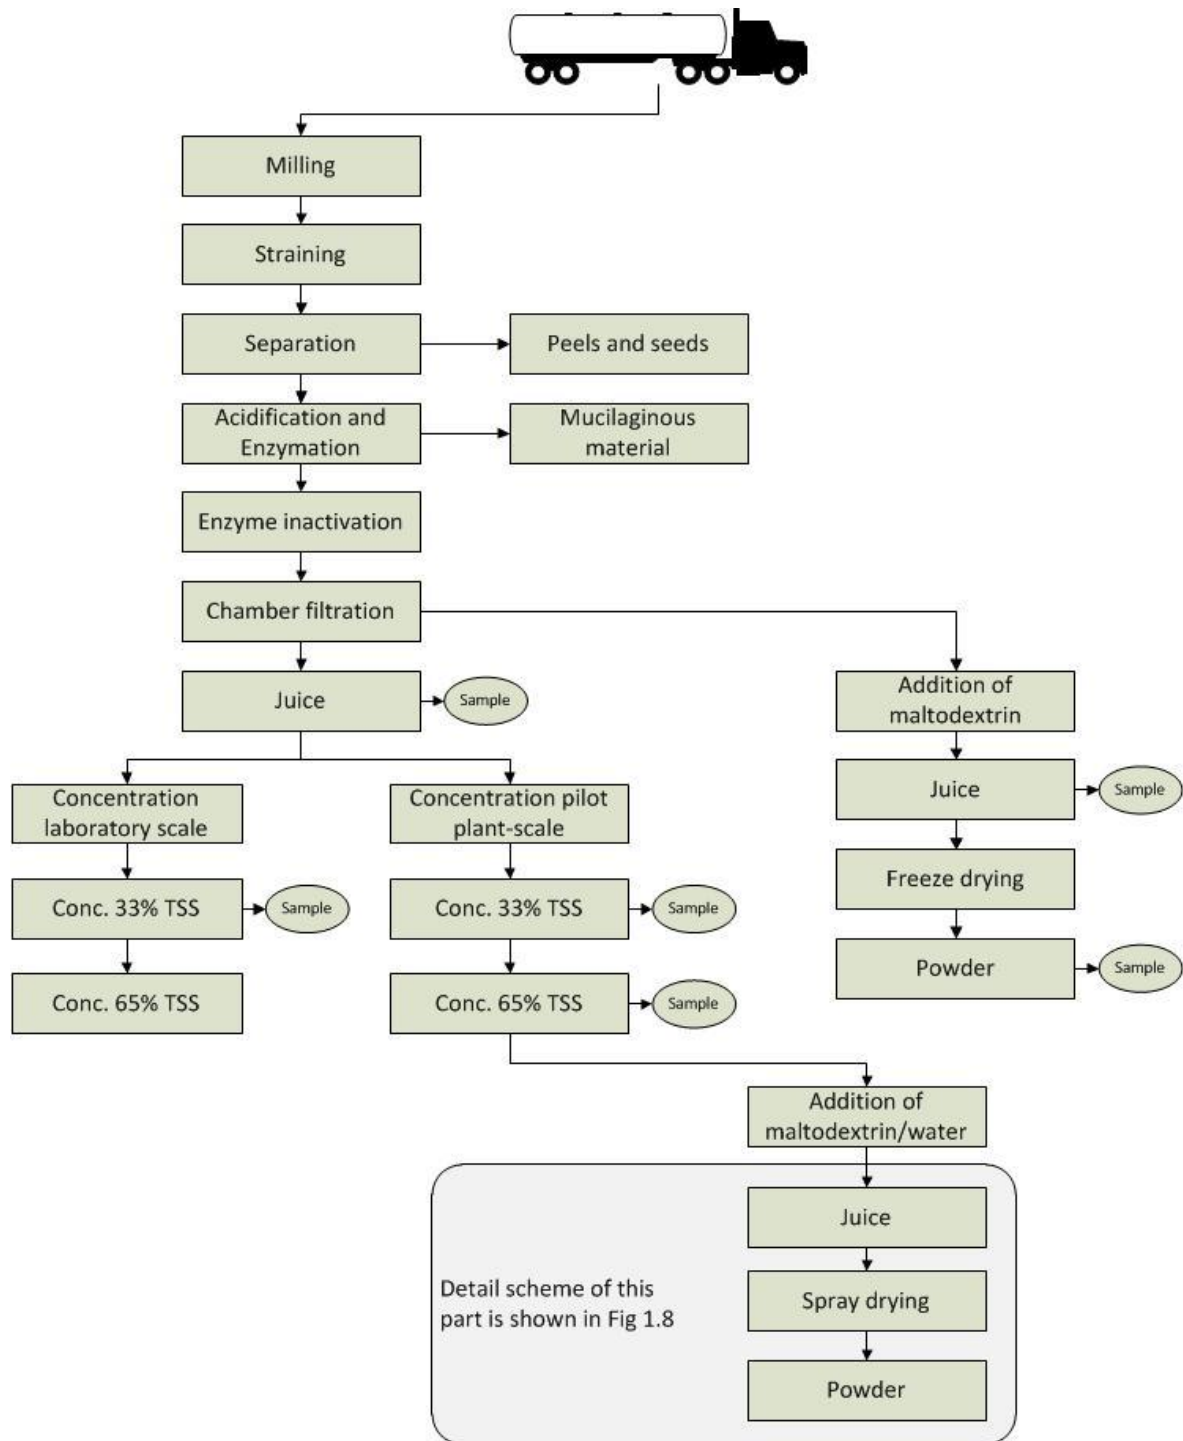 Milling
Straining
Separation
Peels and seeds
Acidification and
Enzymation
Mucilaginous
material
Enzyme inactivation
Chamber filtration
Juice
Sample
Addition of
maltodextrin
Juice
Sample
Freeze drying
Powder
Sample
Concentration
laboratory scale
Conc. 33% TSS
Sample
Conc. 65% TSS
Concentration pilot
plant-scale
Conc. 33% TSS
Sample
Conc. 65% TSS
Sample
Addition of
maltodextrin/water
Detail scheme of this
part is shown in Fig 1.8
Juice
Spray drying
Powder